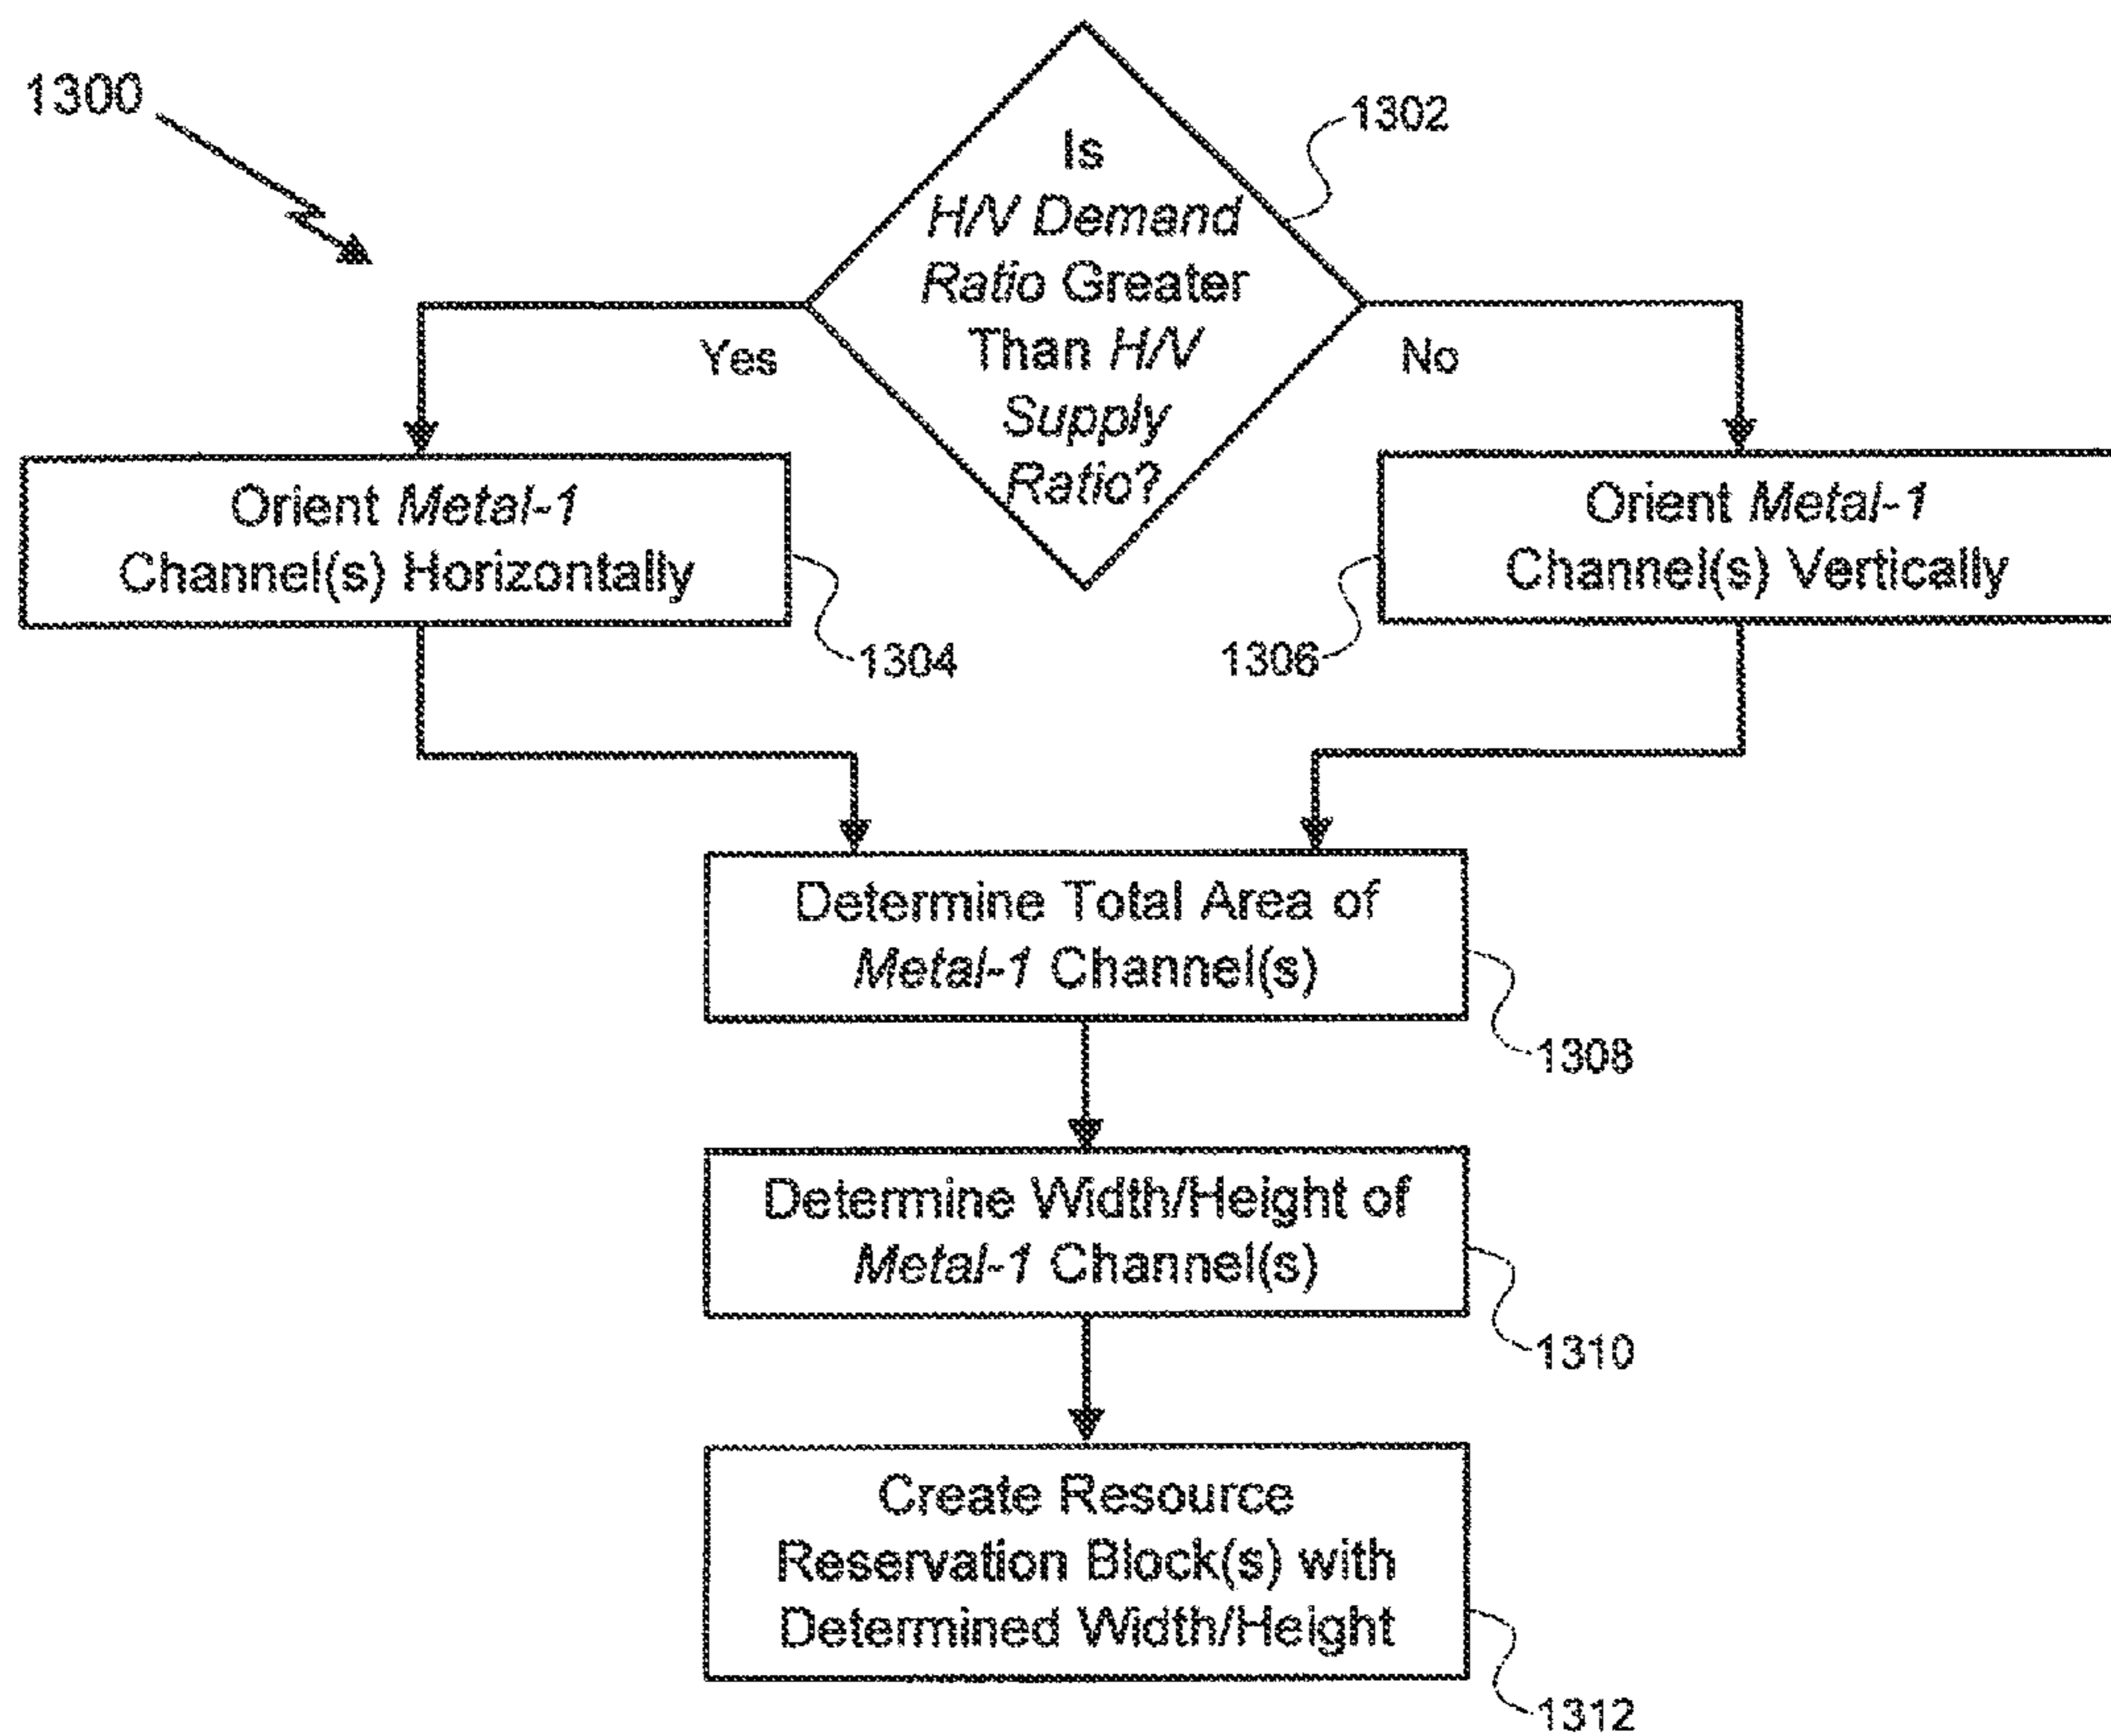 1300
1302
Is
H/V Demand
Ratio Greater
Than H/V
Supply
Ratio?
Yes
No
Orient Metal-1
Channel(s) Horizontally
1304
Orient Metal-1
Channel(s) Vertically
1306
Determine Total Area of
Metal-1 Channel(s)
1308
Determine Width/Height of
Metal-1 Channel(s)
1310
Create Resource
Reservation Block(s) with
Determined Width/Height
1312